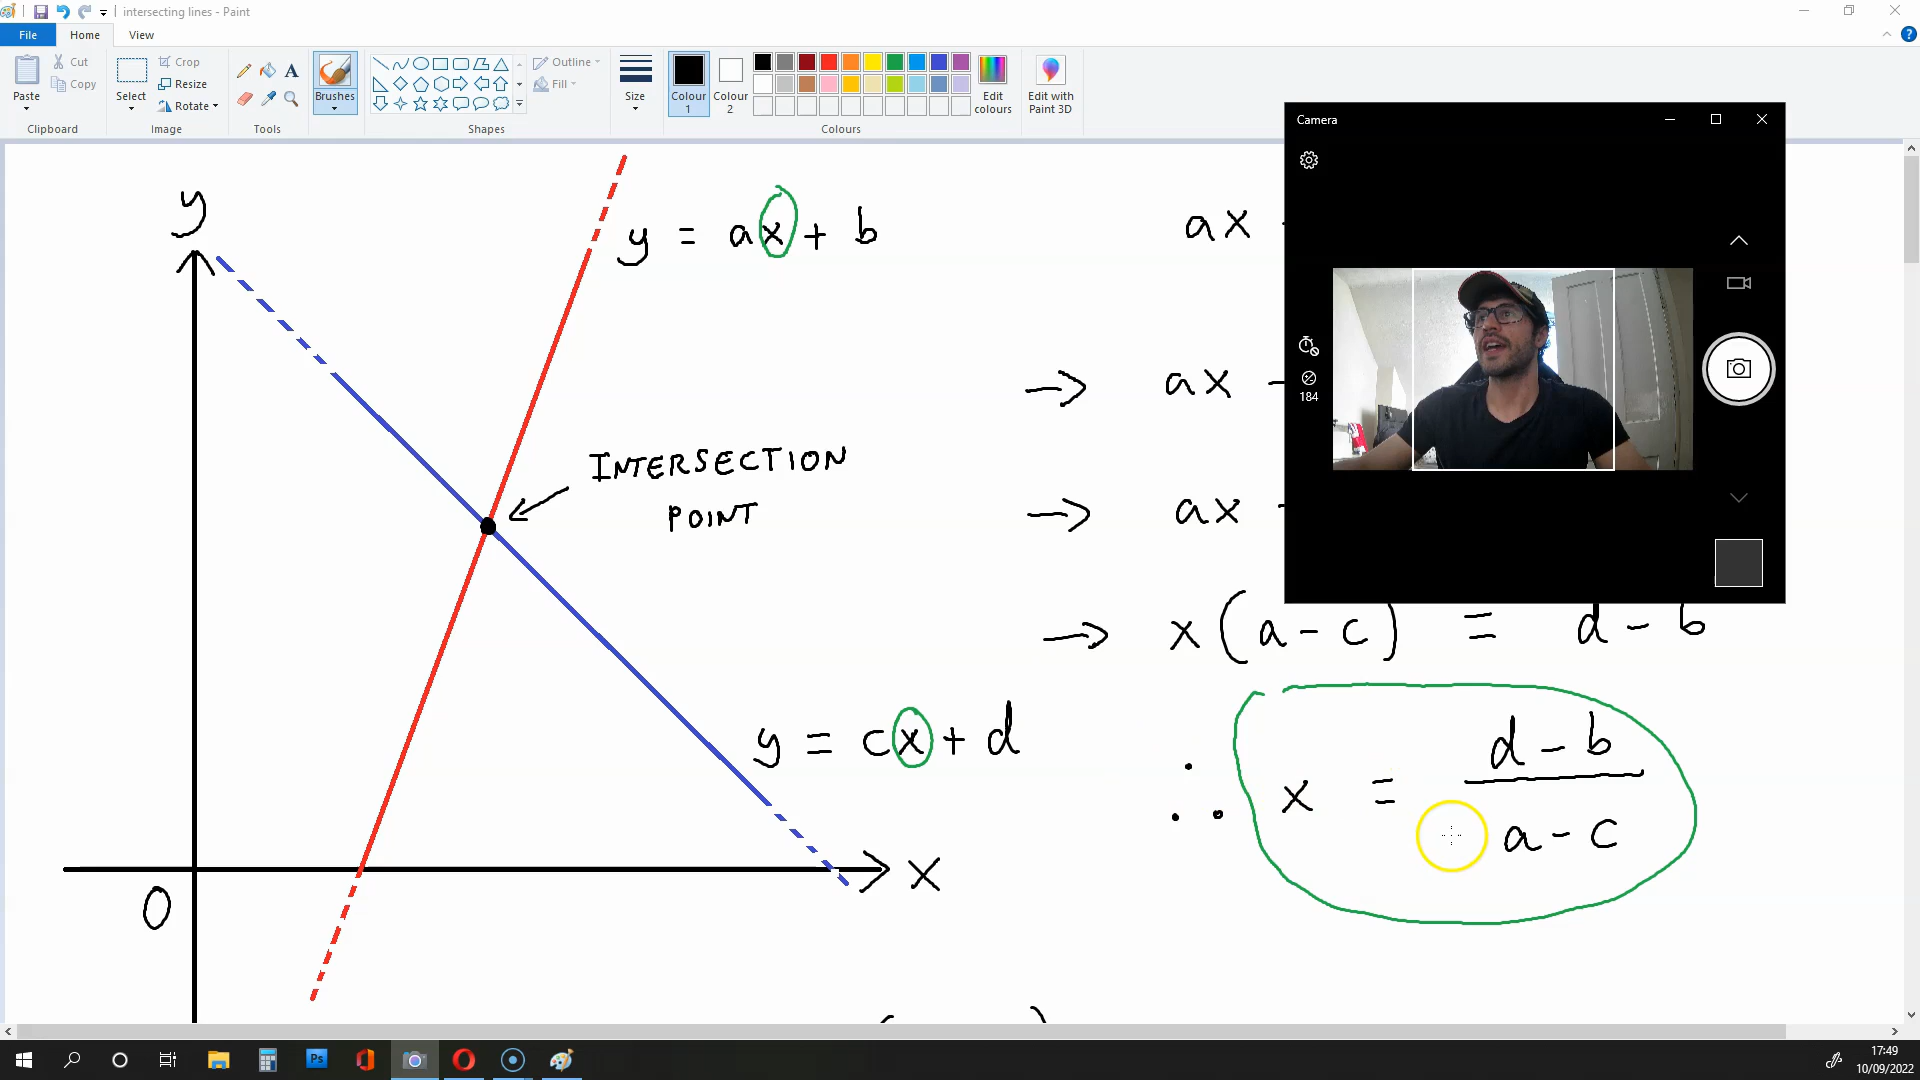 intersecting lines - Paint
File
Home
View
Paste
Cut
Copy
Clipboard
Select
Crop
Resize
Rotate
Image
A
Tools
Brushes
Shapes
Outline
Fill
Size
Colour 1
Colour 2
Colours
Edit colours
Edit with Paint 3D
Camera
184
y
y = ax + b
INTERSECTION
POINT
y = cx + d
x
0
ax -
→ ax -
→ ax -
→ x(a - c) = d - b
∴ x = d - b
a - c
Ps
17:49
10/09/2022